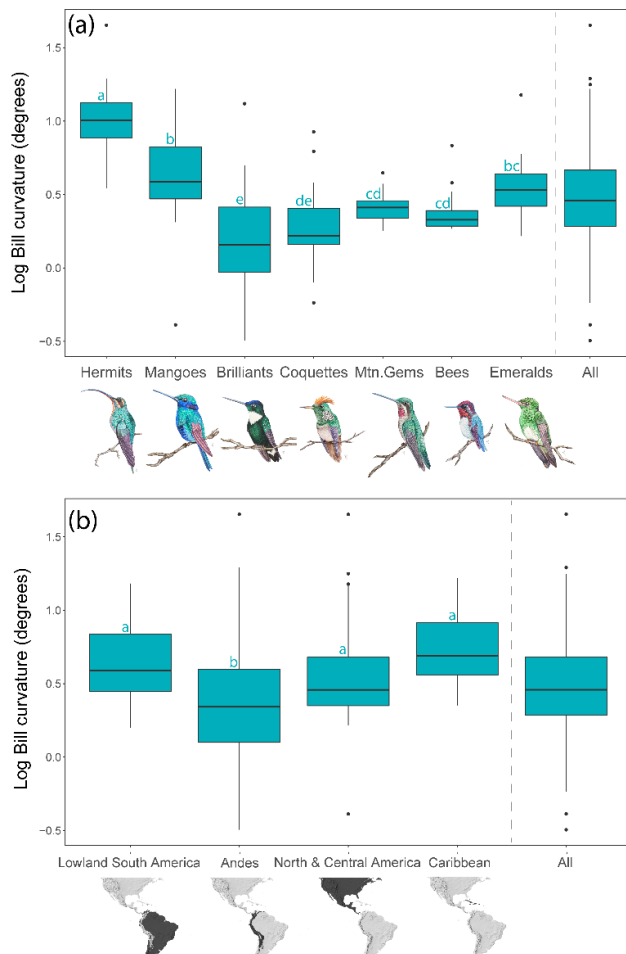 (a)
Log Bill curvature (degrees)
1.5
1.0
0.5
0.0
−0.5
a
b
e
de
cd
cd
bc
Hermits Mangoes Brilliants Coquettes Mtn.Gems Bees Emeralds All
(b)
Log Bill curvature (degrees)
1.5
1.0
0.5
0.0
−0.5
a
b
a
a
Lowland South America Andes North & Central America Caribbean All